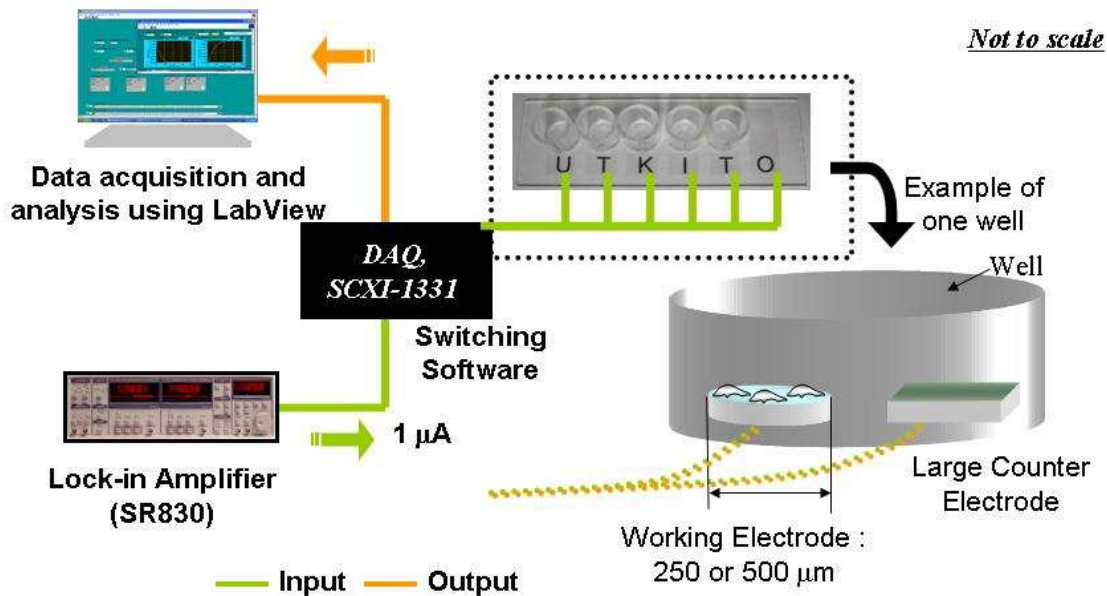 Not to scale
U T K I T O
Data acquisition and
analysis using LabView
Example of
one well
Well
DAQ,
SCXI-1331
Switching
Software
1 μA
Lock-in Amplifier
(SR830)
Large Counter
Electrode
Working Electrode :
250 or 500 μm
Input
Output